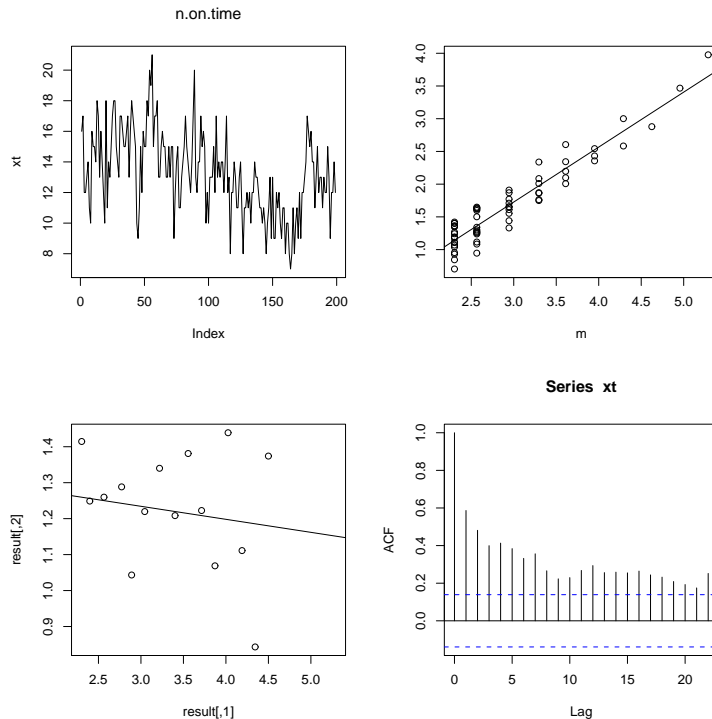 n.on.time
xt
8 10 12 14 16 18 20
0 50 100 150 200
Index
1.0 1.5 2.0 2.5 3.0 3.5 4.0
2.5 3.0 3.5 4.0 4.5 5.0
m
result[,2]
0.9 1.0 1.1 1.2 1.3 1.4
2.5 3.0 3.5 4.0 4.5 5.0
result[,1]
Series xt
ACF
0.0 0.2 0.4 0.6 0.8 1.0
0 5 10 15 20
Lag